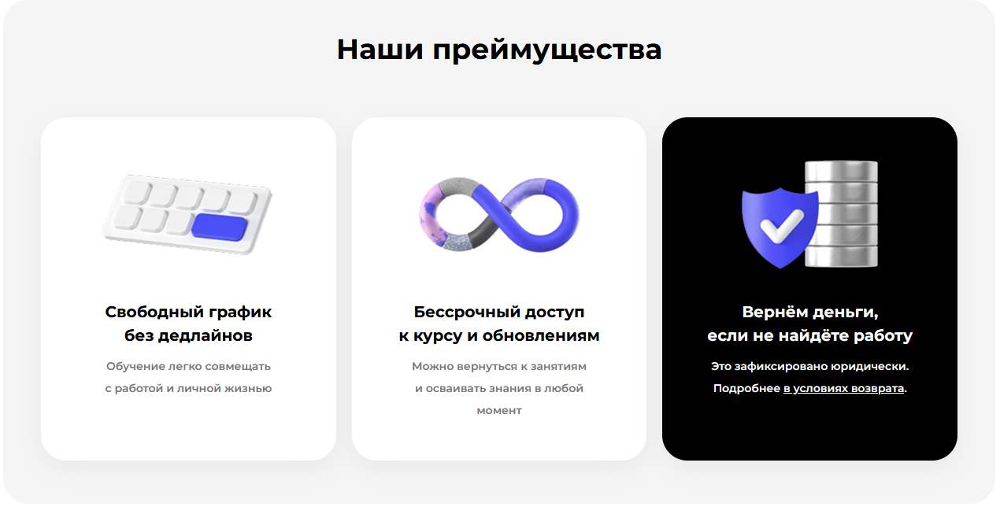 Наши преимущества
Свободный график
без дедлайнов
Обучение легко совмещать
с работой и личной жизнью
Бессрочный доступ
к курсу и обновлениям
Можно вернуться к занятиям
и осваивать знания в любой
момент
Вернём деньги,
если не найдёте работу
Это зафиксировано юридически.
Подробнее в условиях возврата.